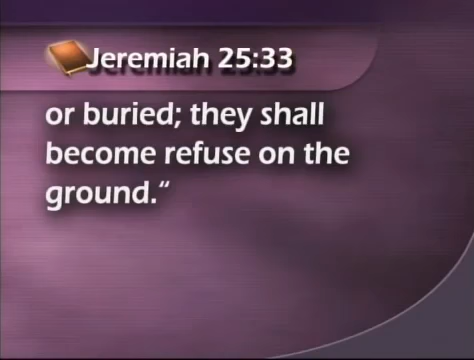 Jeremiah 25:33
or buried; they shall
become refuse on the
ground.“